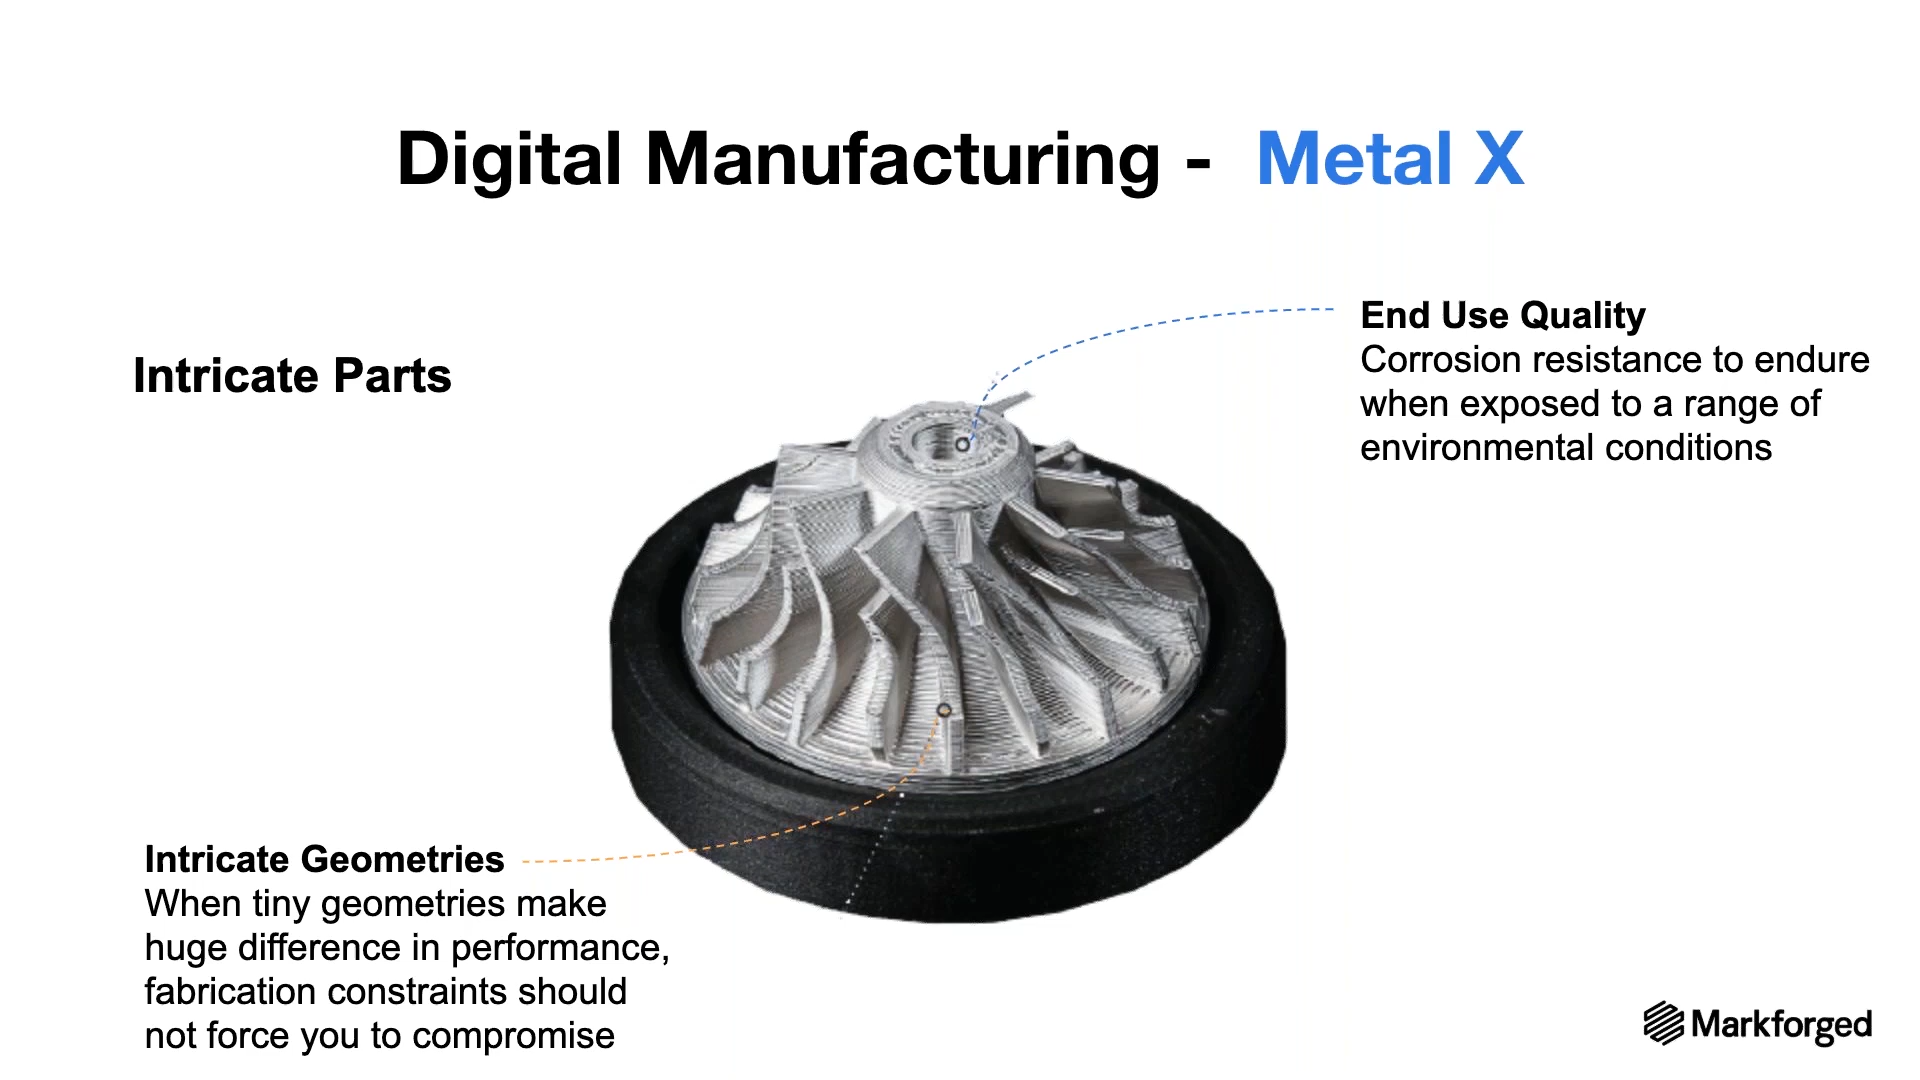 Digital Manufacturing - Metal X
Intricate Parts
End Use Quality
Corrosion resistance to endure
when exposed to a range of
environmental conditions
Intricate Geometries
When tiny geometries make
huge difference in performance,
fabrication constraints should
not force you to compromise
Markforged